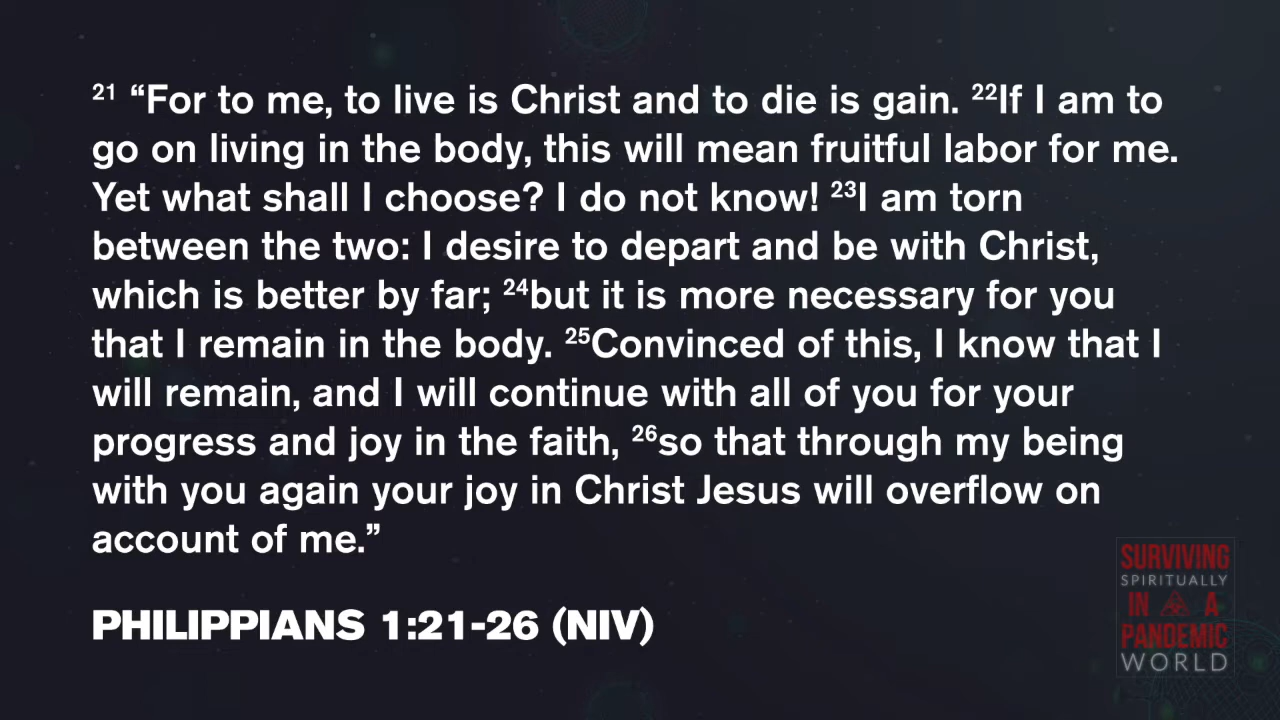 21 “For to me, to live is Christ and to die is gain. 22If I am to
go on living in the body, this will mean fruitful labor for me.
Yet what shall I choose? I do not know! 23I am torn
between the two: I desire to depart and be with Christ,
which is better by far; 24but it is more necessary for you
that I remain in the body. 25Convinced of this, I know that I
will remain, and I will continue with all of you for your
progress and joy in the faith, 26so that through my being
with you again your joy in Christ Jesus will overflow on
account of me.”
PHILIPPIANS 1:21-26 (NIV)
SURVIVING
SPIRITUALLY
IN A
PANDEMIC
WORLD